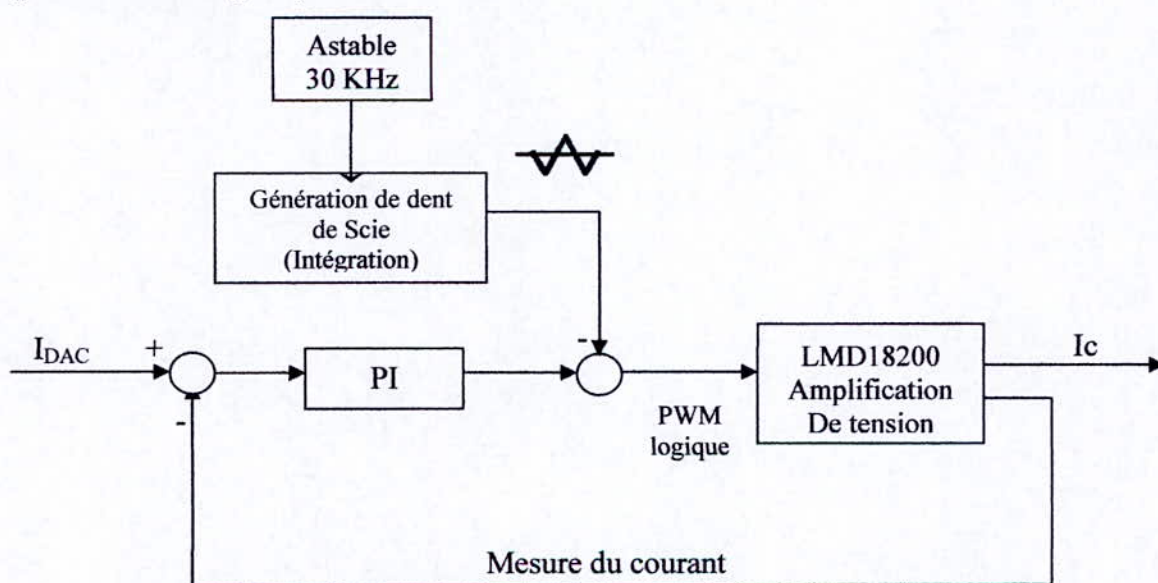 Astable
30 KHz
Génération de dent
de Scie
(Intégration)
-
I_DAC
+
PI
LMD18200
Amplification
De tension
Ic
-
PWM
logique
Mesure du courant